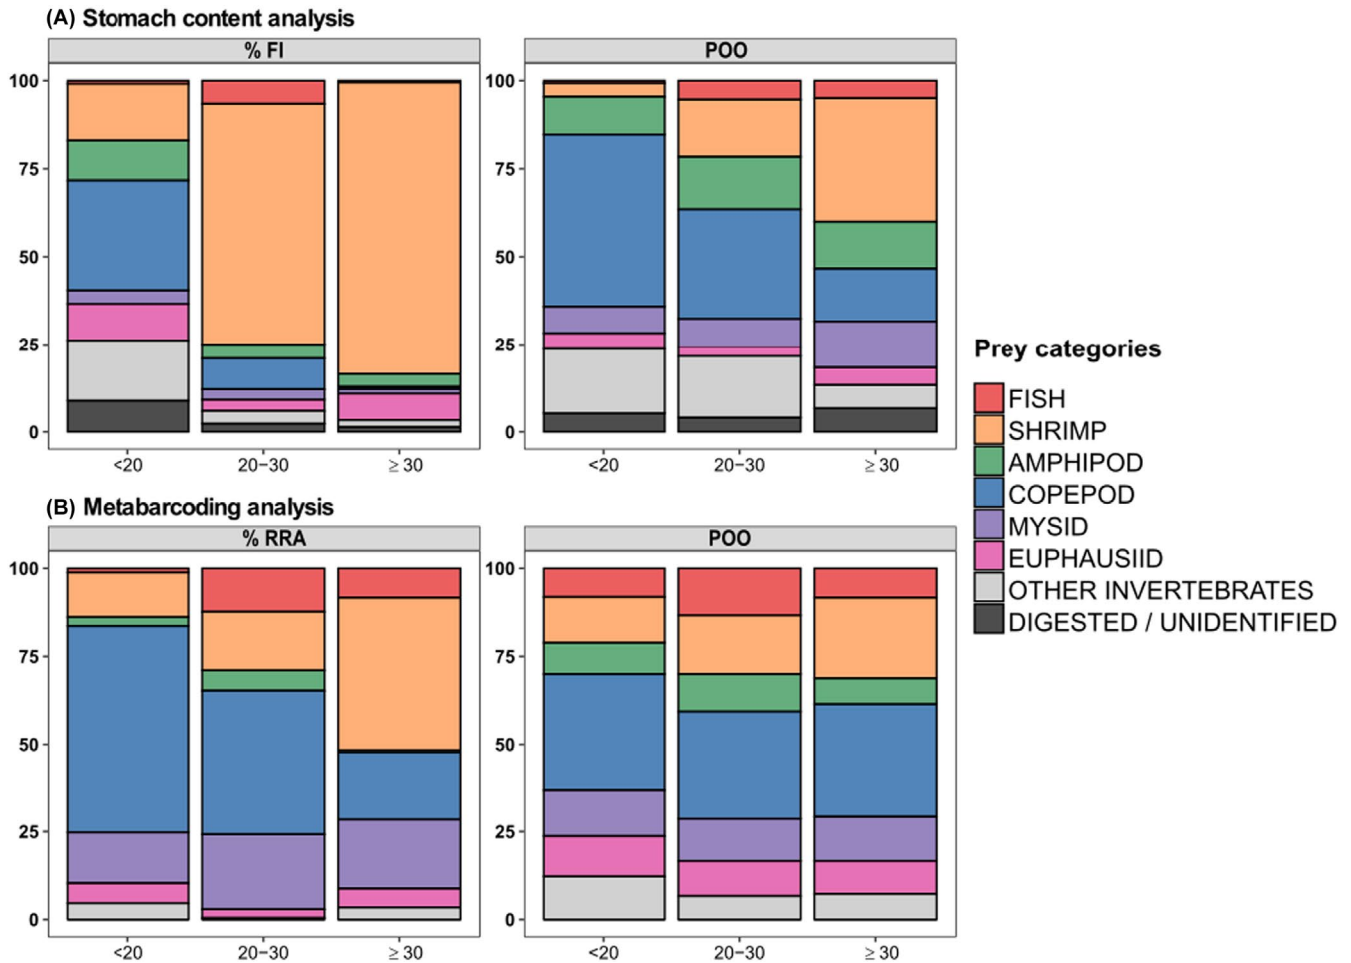 (A) Stomach content analysis
% FI
POO
100
75
50
25
0
<20
20−30
≥ 30
100
75
50
25
0
<20
20−30
≥ 30
(B) Metabarcoding analysis
% RRA
POO
100
75
50
25
0
<20
20−30
≥ 30
100
75
50
25
0
<20
20−30
≥ 30
Prey categories
FISH
SHRIMP
AMPHIPOD
COPEPOD
MYSID
EUPHAUSIID
OTHER INVERTEBRATES
DIGESTED / UNIDENTIFIED